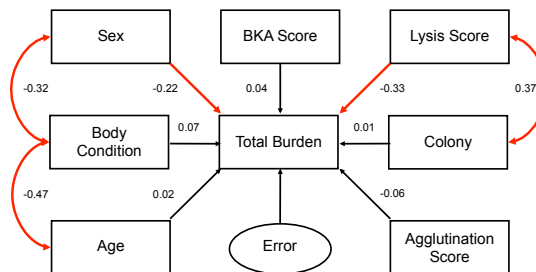 Sex
BKA Score
Lysis Score
-0.32
-0.22
0.04
-0.33
0.37
Body
Condition
0.07
Total Burden
0.01
Colony
-0.47
0.02
-0.06
Age
Error
Agglutination
Score